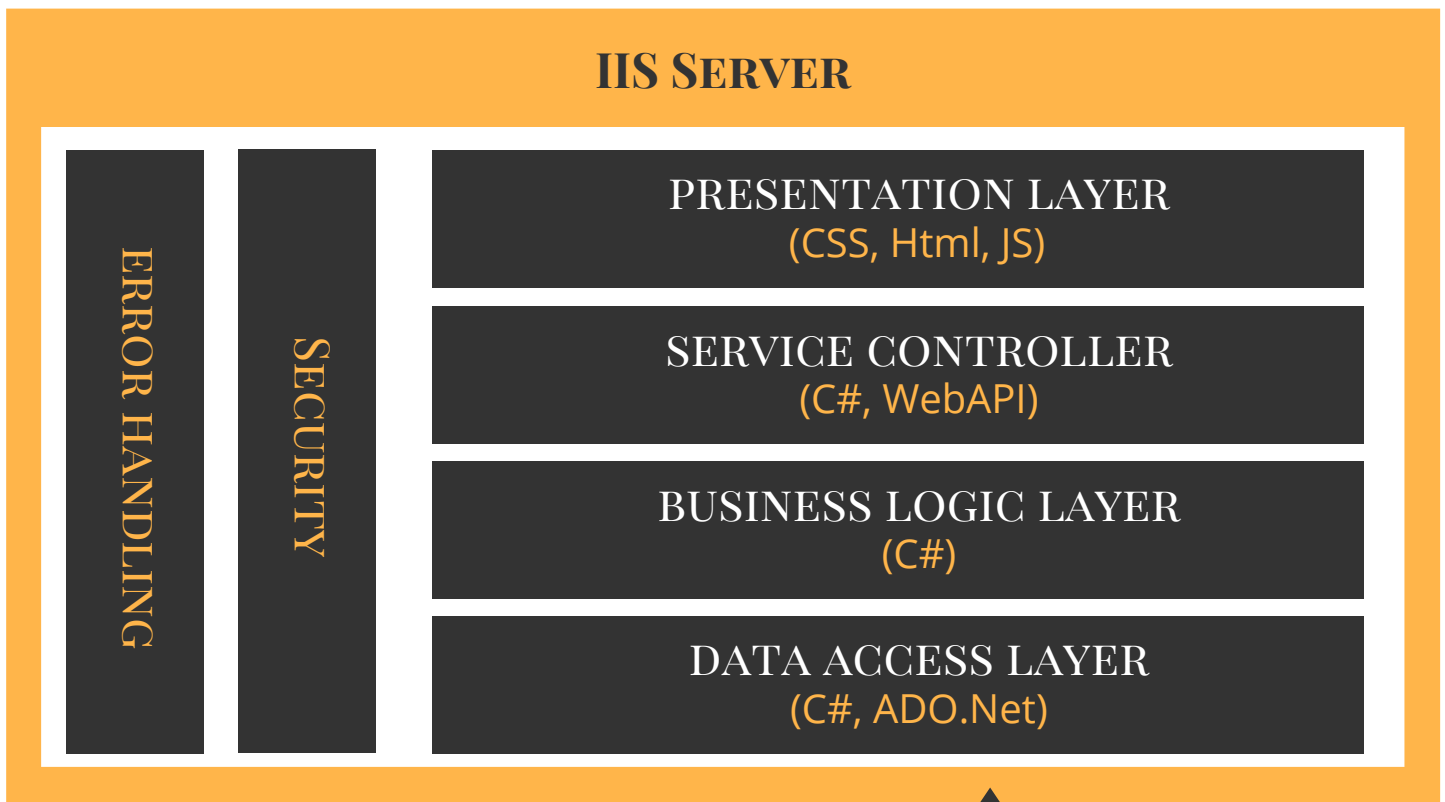 IIS Server
ERROR HANDLING
Security
PRESENTATION LAYER
(CSS, Html, JS)
SERVICE CONTROLLER
(C#, WebAPI)
BUSINESS LOGIC LAYER
(C#)
DATA ACCESS LAYER
(C#, ADO.Net)